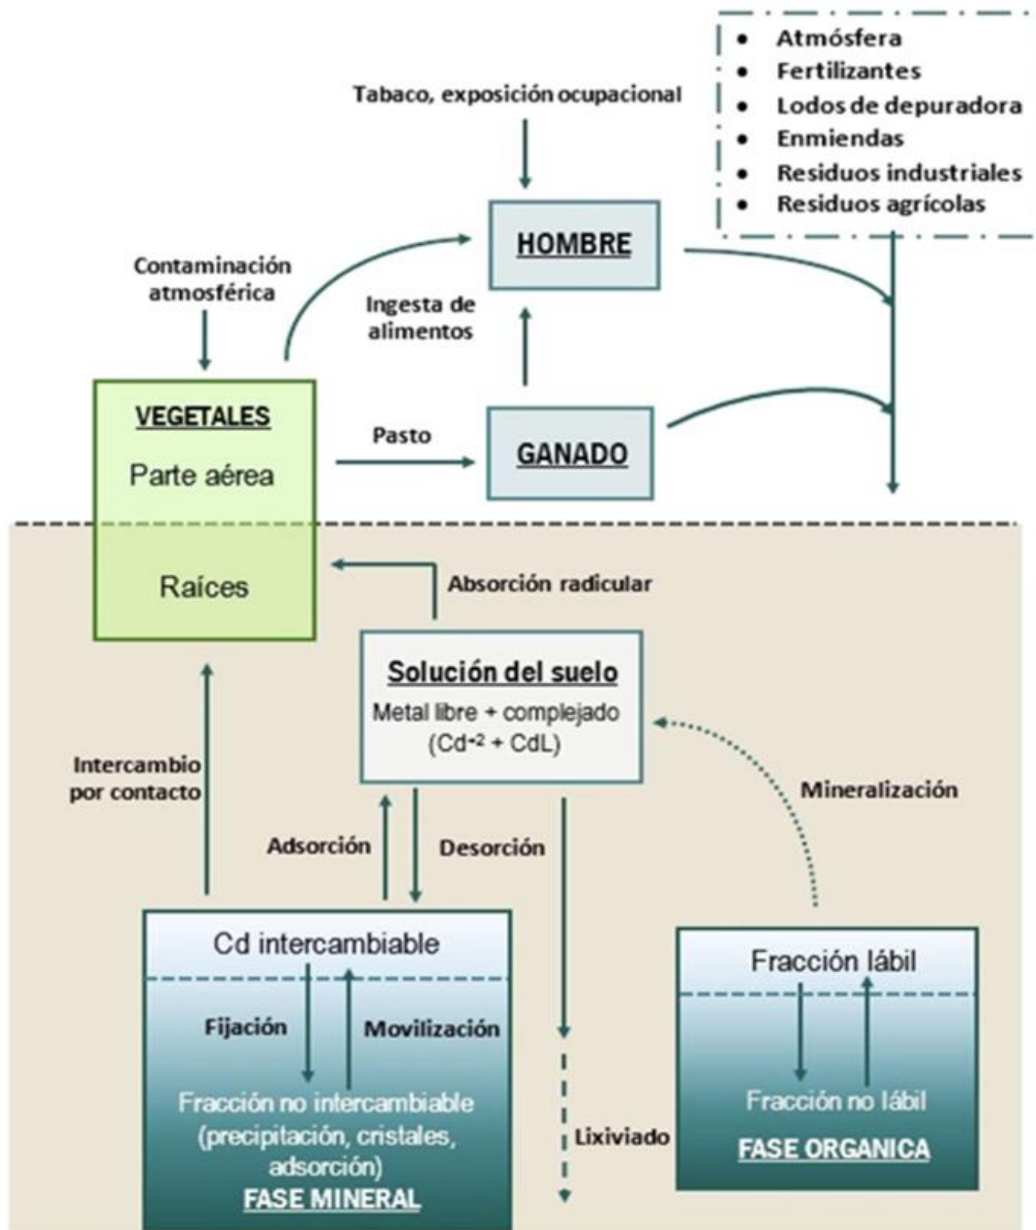 • Atmósfera
• Fertilizantes
• Lodos de depuradora
• Enmiendas
• Residuos industriales
• Residuos agrícolas
Tabaco, exposición ocupacional
HOMBRE
Contaminación
atmosférica
Ingesta de
alimentos
VEGETALES
Parte aérea
Pasto
GANADO
Raíces
Absorción radicular
Solución del suelo
Metal libre + complejado
(Cd⁺² + CdL)
Intercambio
por contacto
Mineralización
Adsorción
Desorción
Cd intercambiable
Fijación
Movilización
Fracción no intercambiable
(precipitación, cristales,
adsorción)
FASE MINERAL
Lixiviado
Fracción lábil
Fracción no lábil
FASE ORGANICA